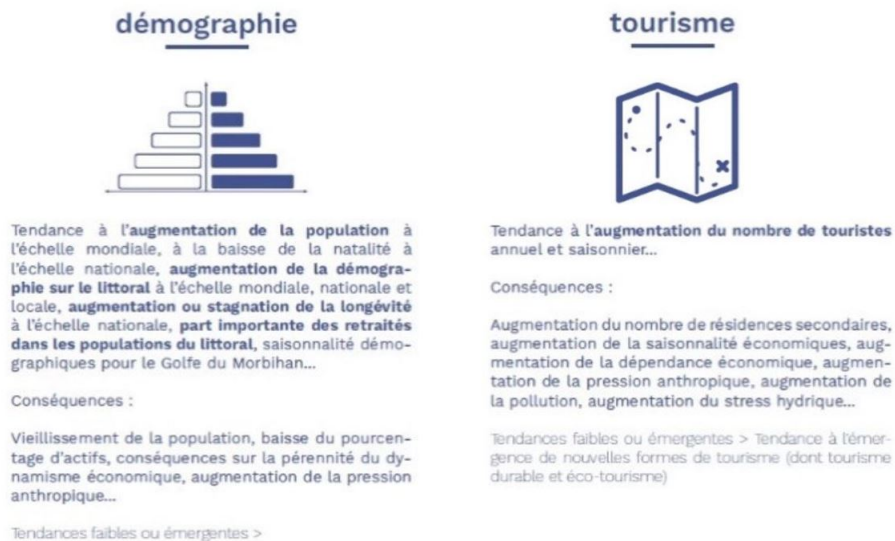 démographie
Tendance à l'augmentation de la population à
l'échelle mondiale, à la baisse de la natalité à
l'échelle nationale, augmentation de la démogra-
phie sur le littoral à l'échelle mondiale, nationale et
locale, augmentation ou stagnation de la longévité
à l'échelle nationale, part importante des retraités
dans les populations du littoral, saisonnalité démo-
graphiques pour le Golfe du Morbihan...
Conséquences :
Vieillissement de la population, baisse du pourcen-
tage d'actifs, conséquences sur la pérennité du dy-
namisme économique, augmentation de la pression
anthropique...
Tendances faibles ou émergentes >
tourisme
Tendance à l'augmentation du nombre de touristes
annuel et saisonnier...
Conséquences :
Augmentation du nombre de résidences secondaires,
augmentation de la saisonnalité économiques, aug-
mentation de la dépendance économique, augmen-
tation de la pression anthropique, augmentation de
la pollution, augmentation du stress hydrique...
Tendances faibles ou émergentes > Tendance à l'émer-
gence de nouvelles formes de tourisme (dont tourisme
durable et éco-tourisme)